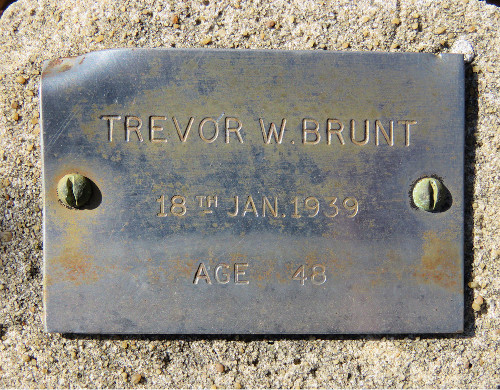 TREVOR W. BRUNT
18TH JAN. 1939
AGE 48